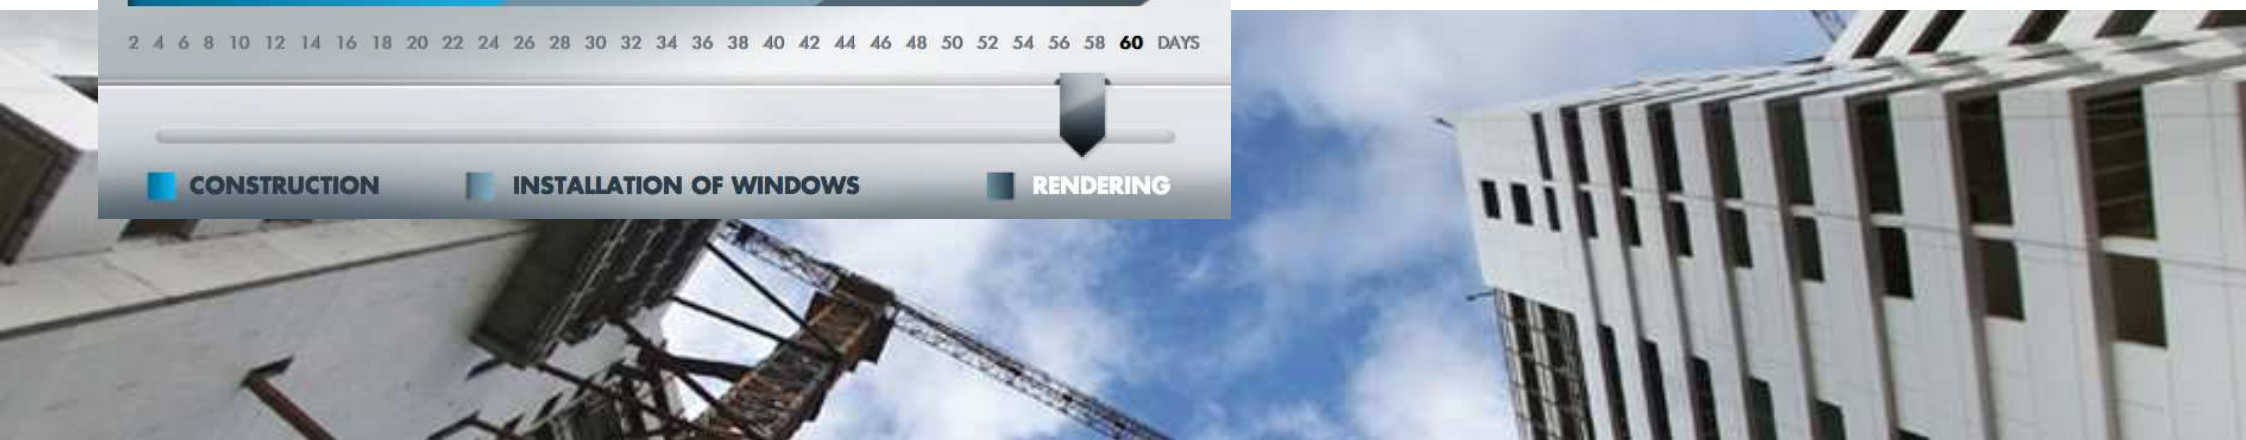 2 4 6 8 10 12 14 16 18 20 22 24 26 28 30 32 34 36 38 40 42 44 46 48 50 52 54 56 58 60 DAYS
CONSTRUCTION INSTALLATION OF WINDOWS RENDERING